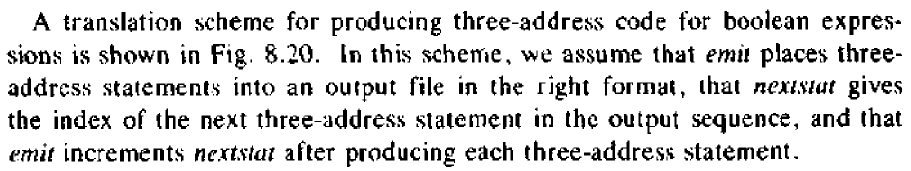 A translation scheme for producing three-address code for boolean expres-
sions is shown in Fig. 8.20. In this scheme, we assume that emit places three-
address statements into an output file in the right format, that nextstat gives
the index of the next three-address statement in the output sequence, and that
emit increments nextstat after producing each three-address statement.